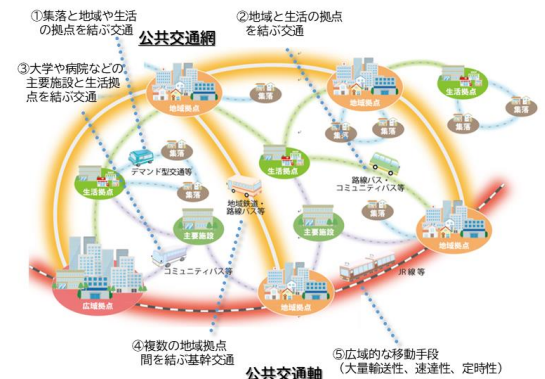 ①集落と地域や生活
の拠点を結ぶ交通
②地域と生活の拠点
を結ぶ交通
公共交通網
③大学や病院などの
主要施設と生活拠
点を結ぶ交通
地域拠点
集落
地域拠点
生活拠点
集落
集落
集落
集落
集落
デマンド型交通等
生活拠点
集落
生活拠点
路線バス・
コミュニティバス等
地域鉄道・
路線バス等
集落
主要施設
主要施設
地域拠点
コミュニティバス等
JR線等
広域拠点
地域拠点
④複数の地域拠点
間を結ぶ基幹交通
⑤広域的な移動手段
（大量輸送性、速達性、定時性）
公共交通軸